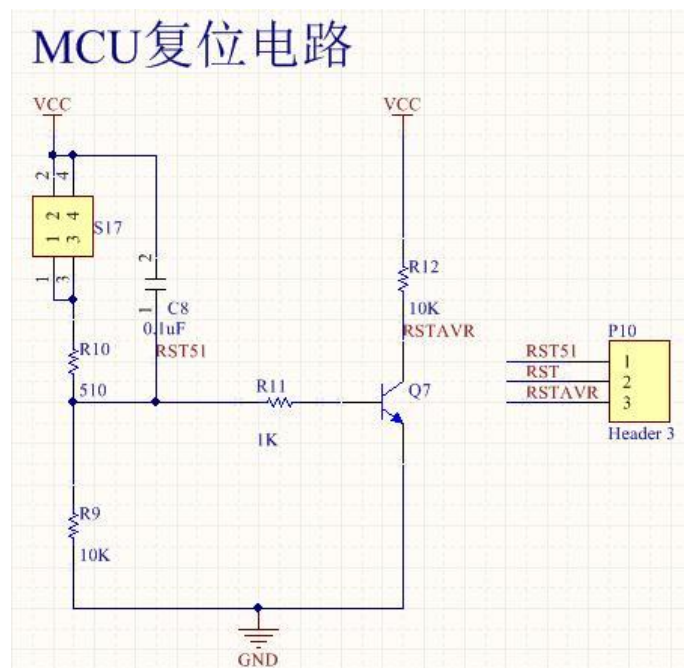 MCU复位电路
VCC
VCC
2
4
2
4
1
3
S17
1
3
2
1
C8
0.1uF
RST51
R10
510
R11
1K
R12
10K
RSTAVR
Q7
P10
RST51
1
RST
2
RSTAVR
3
Header 3
R9
10K
GND